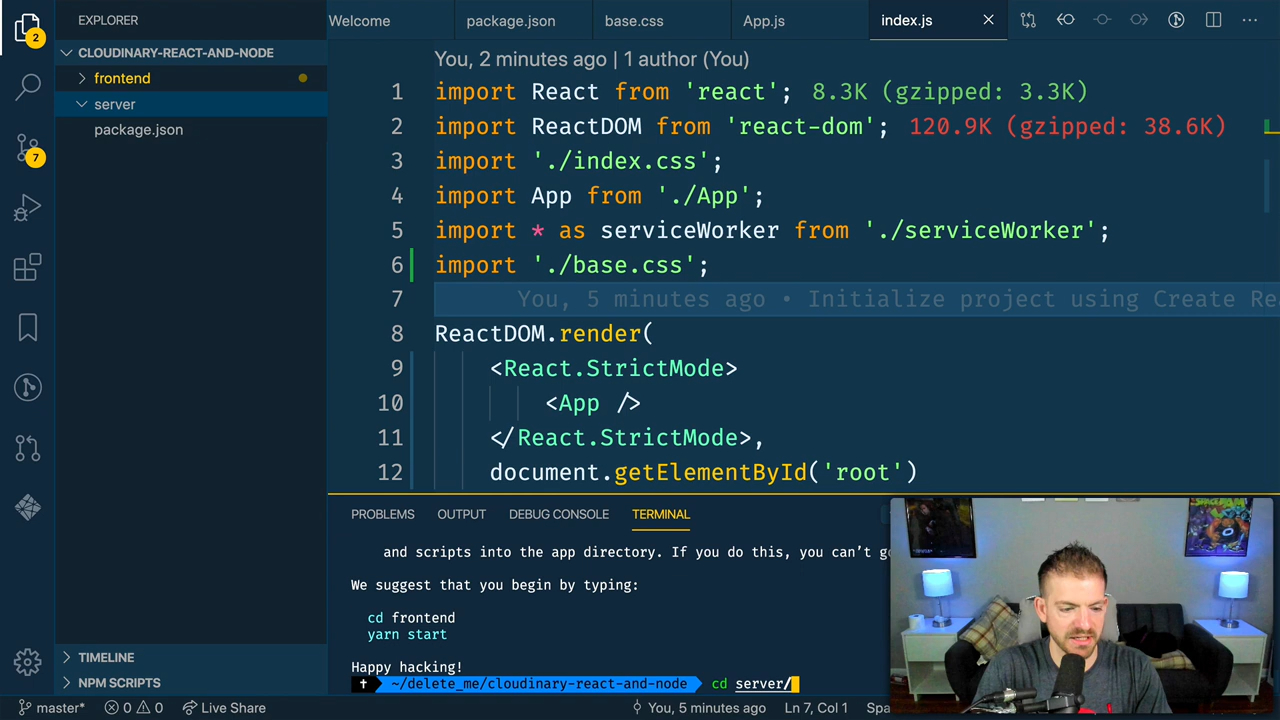 EXPLORER
Welcome
package.json
base.css
App.js
index.js
2
CLOUDINARY-REACT-AND-NODE
frontend
server
package.json
7
You, 2 minutes ago | 1 author (You)
1 import React from 'react'; 8.3K (gzipped: 3.3K)
2 import ReactDOM from 'react-dom'; 120.9K (gzipped: 38.6K)
3 import './index.css';
4 import App from './App';
5 import * as serviceWorker from './serviceWorker';
6 import './base.css';
7 You, 5 minutes ago • Initialize project using Create Re
8 ReactDOM.render(
9 <React.StrictMode>
10 <App />
11 </React.StrictMode>,
12 document.getElementById('root')
PROBLEMS OUTPUT DEBUG CONSOLE TERMINAL
and scripts into the app directory. If you do this, you can't g
We suggest that you begin by typing:
cd frontend
yarn start
Happy hacking!
~/delete_me/cloudinary-react-and-node cd server/
TIMELINE
NPM SCRIPTS
master* 0 0 Live Share You, 5 minutes ago Ln 7, Col 1 Spa